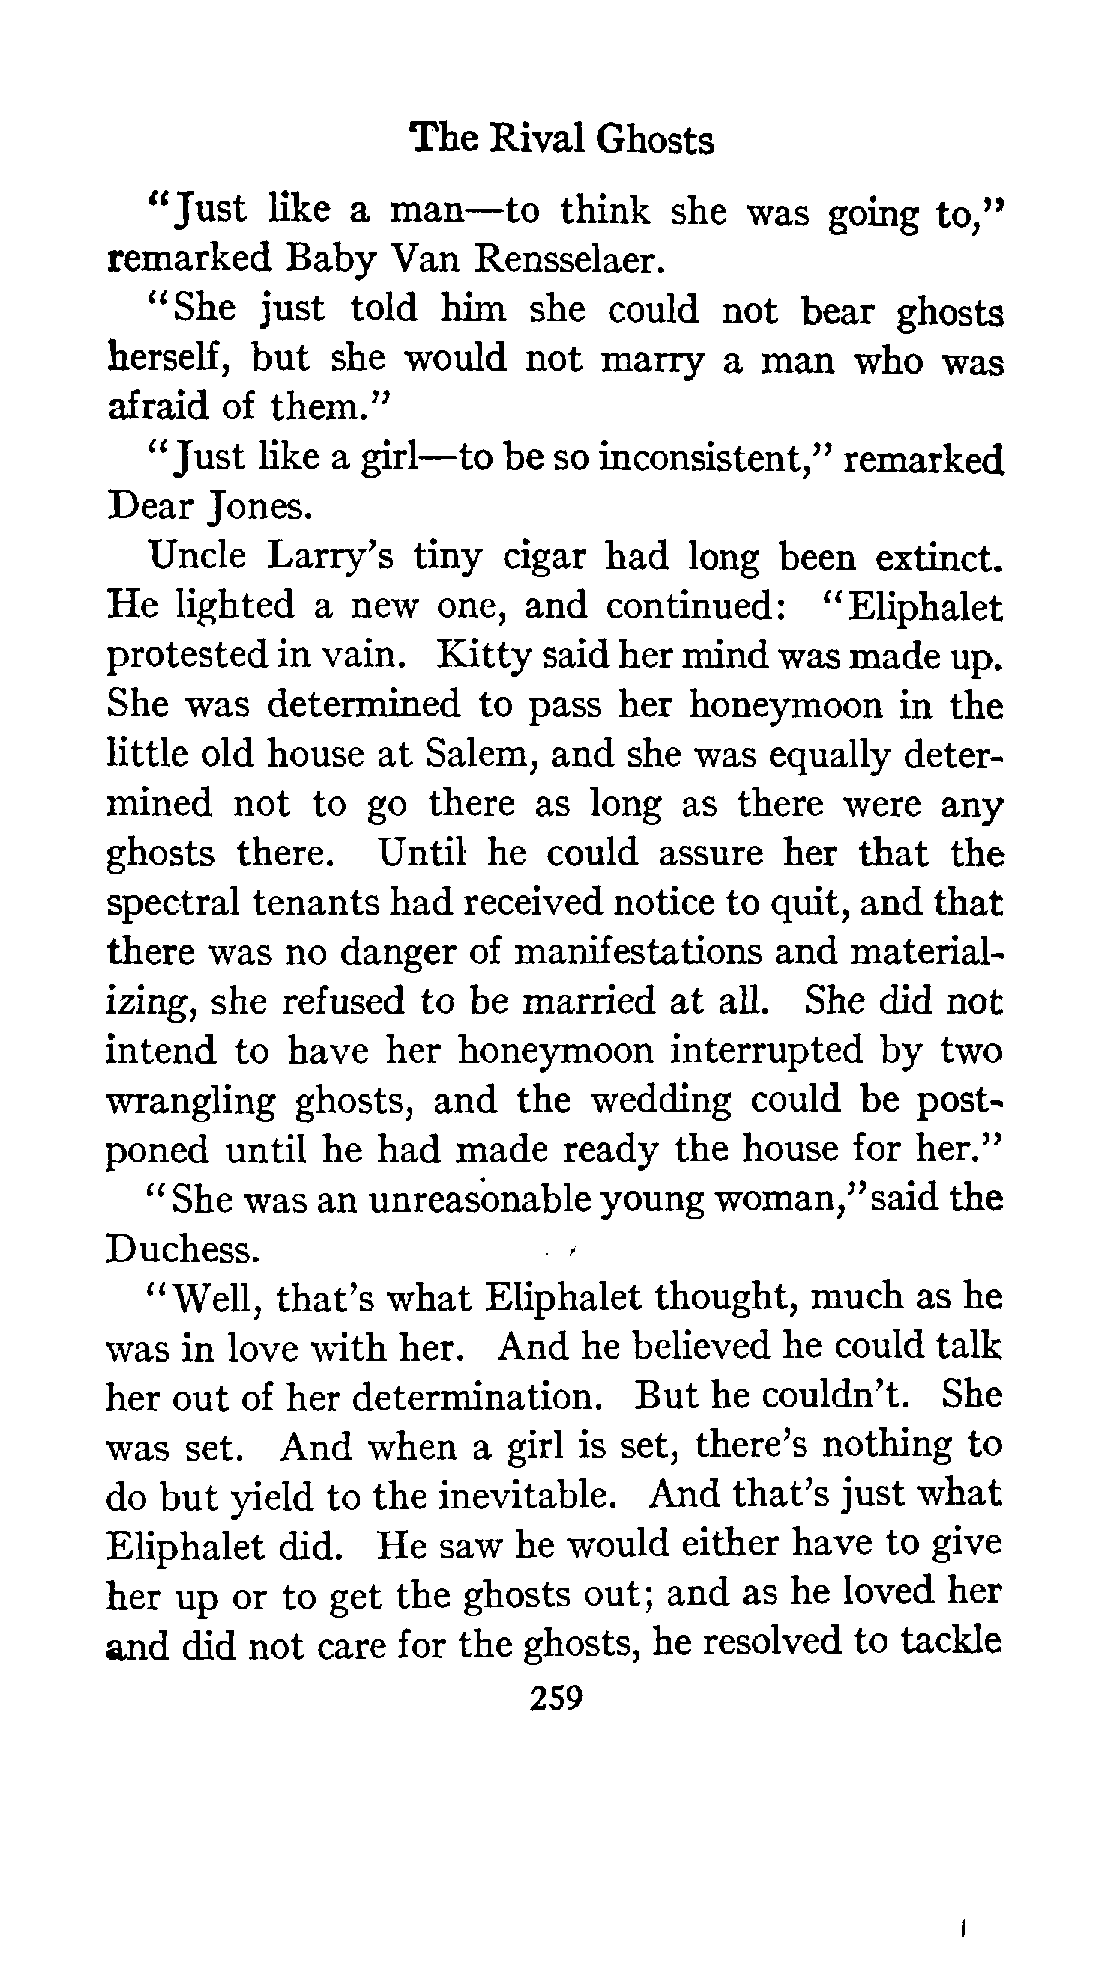 The Rival Ghosts
“Just like a man—to think she was going to,”
remarked Baby Van Rensselaer.
“She just told him she could not bear ghosts
herself, but she would not marry a man who was
afraid of them.”
“Just like a girl—to be so inconsistent,” remarked
Dear Jones.
Uncle Larry’s tiny cigar had long been extinct.
He lighted a new one, and continued: “Eliphalet
protested in vain. Kitty said her mind was made up.
She was determined to pass her honeymoon in the
little old house at Salem, and she was equally deter-
mined not to go there as long as there were any
ghosts there. Until he could assure her that the
spectral tenants had received notice to quit, and that
there was no danger of manifestations and material-
izing, she refused to be married at all. She did not
intend to have her honeymoon interrupted by two
wrangling ghosts, and the wedding could be post-
poned until he had made ready the house for her.”
“She was an unreasonable young woman,” said the
Duchess.
“Well, that’s what Eliphalet thought, much as he
was in love with her. And he believed he could talk
her out of her determination. But he couldn’t. She
was set. And when a girl is set, there’s nothing to
do but yield to the inevitable. And that’s just what
Eliphalet did. He saw he would either have to give
her up or to get the ghosts out; and as he loved her
and did not care for the ghosts, he resolved to tackle
259